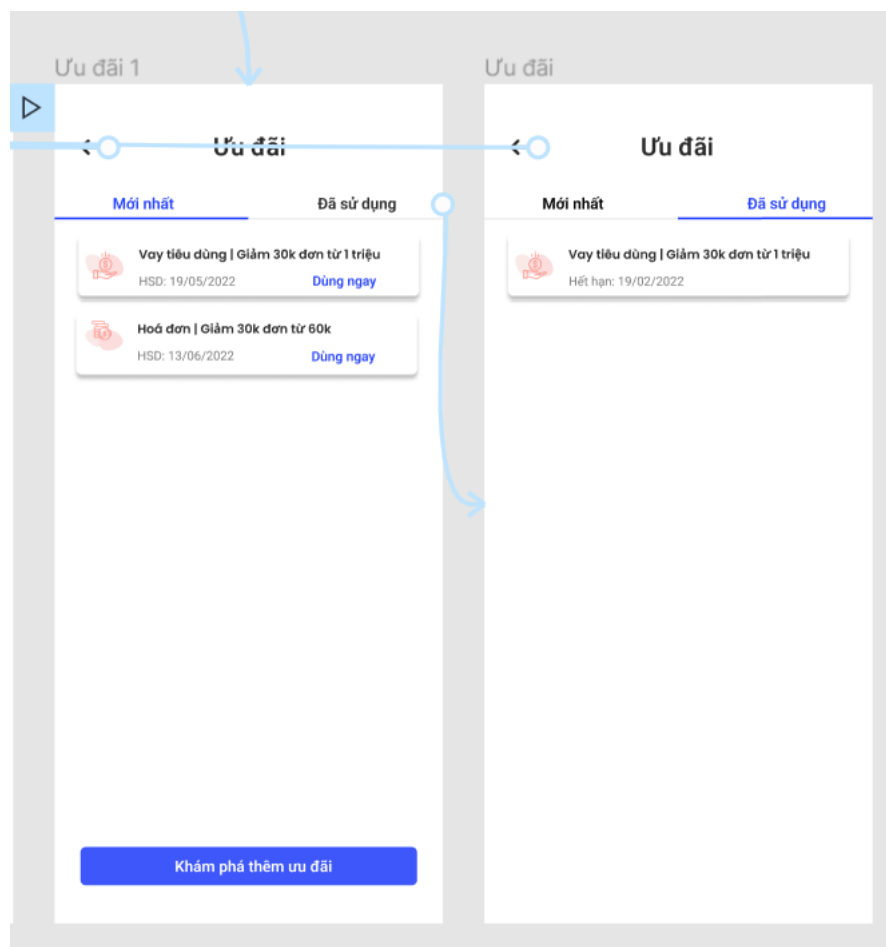 Ưu đãi 1
Ưu đãi
Mới nhất
Đã sử dụng
Vay tiêu dùng | Giảm 30k đơn từ 1 triệu
HSD: 19/05/2022
Dùng ngay
Hoá đơn | Giảm 30k đơn từ 60k
HSD: 13/06/2022
Dùng ngay
Khám phá thêm ưu đãi
Ưu đãi
Ưu đãi
Mới nhất
Đã sử dụng
Vay tiêu dùng | Giảm 30k đơn từ 1 triệu
Hết hạn: 19/02/2022